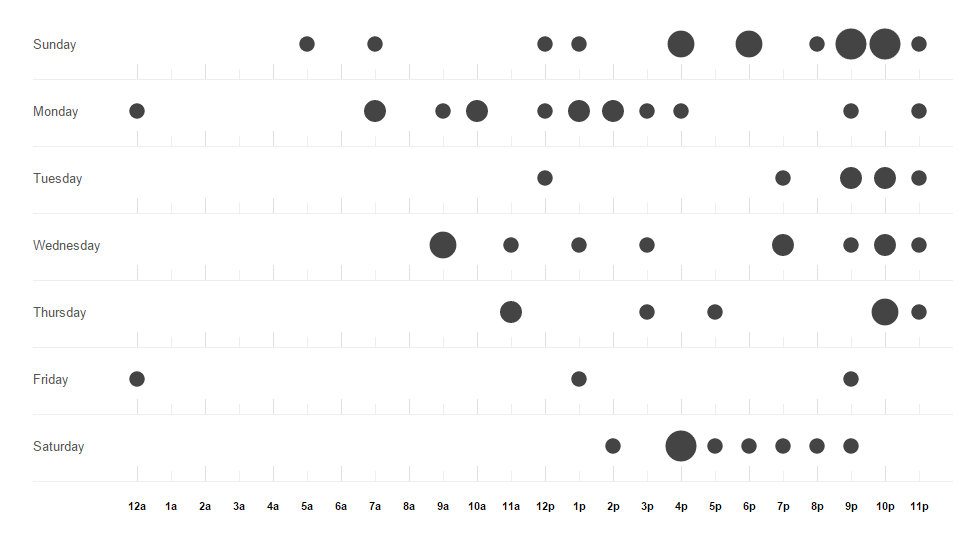 Sunday
Monday
Tuesday
Wednesday
Thursday
Friday
Saturday
12a 1a 2a 3a 4a 5a 6a 7a 8a 9a 10a 11a 12p 1p 2p 3p 4p 5p 6p 7p 8p 9p 10p 11p